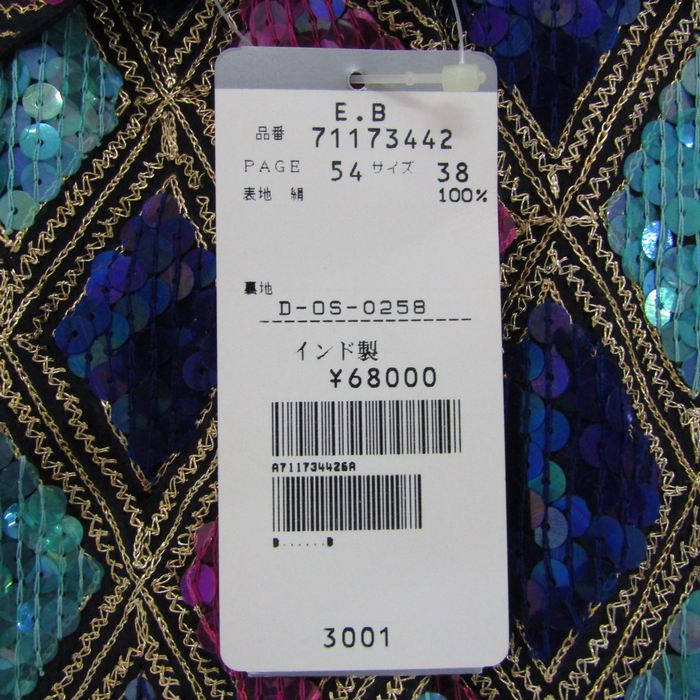 E.B
品番 71173442
PAGE 54 サイズ 38
表地 絹 100%
裏地
D-OS-0258
インド製
¥68000
A711734426A
B......B
3001